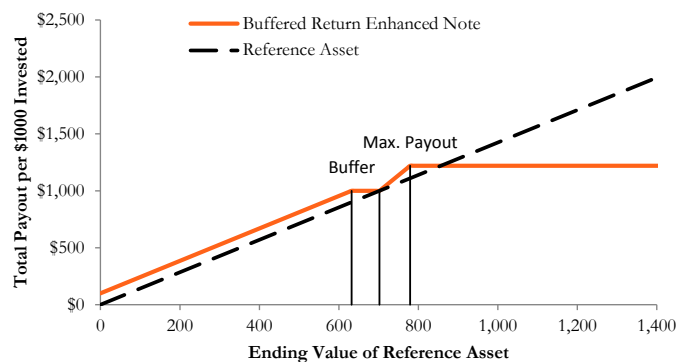 Buffered Return Enhanced Note
Reference Asset
Total Payout per $1000 Invested
$2,500
$2,000
$1,500
$1,000
$500
$0
Max. Payout
Buffer
0 200 400 600 800 1,000 1,200 1,400
Ending Value of Reference Asset